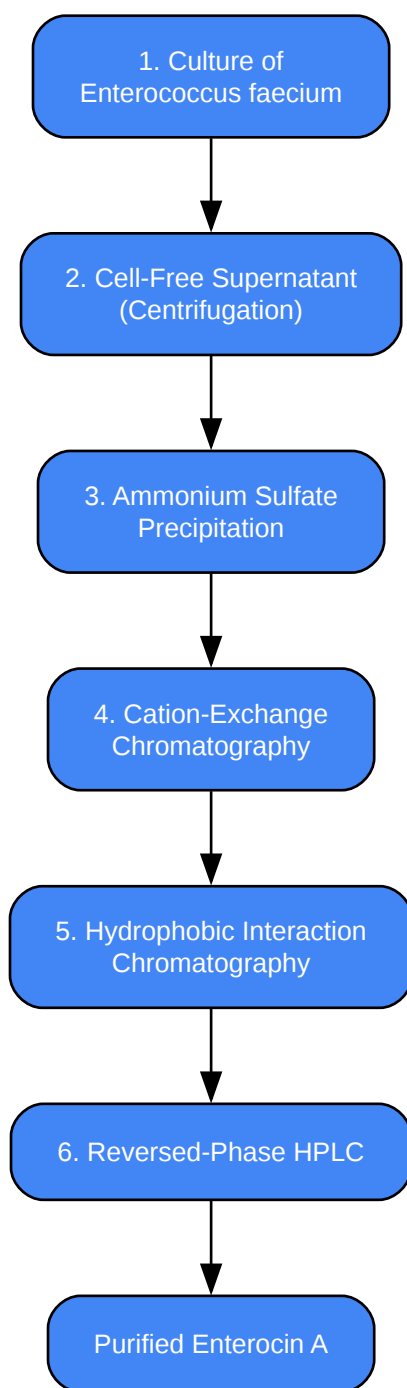 1. Culture of
Enterococcus faecium
2. Cell-Free Supernatant
(Centrifugation)
3. Ammonium Sulfate
Precipitation
4. Cation-Exchange
Chromatography
5. Hydrophobic Interaction
Chromatography
6. Reversed-Phase HPLC
Purified Enterocin A